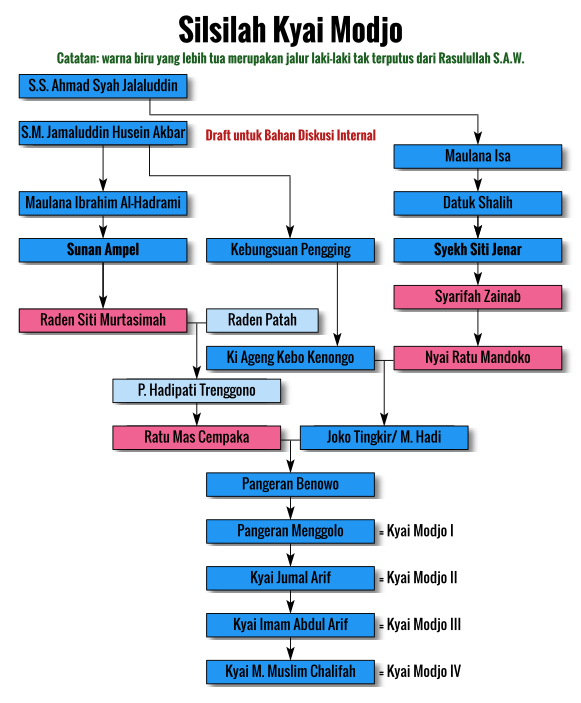 Silsilah Kyai Modjo
Catatan: warna biru yang lebih tua merupakan jalur laki-laki tak terputus dari Rasulullah S.A.W.
S.S. Ahmad Syah Jalaluddin
S.M. Jamaluddin Husein Akbar
Draft untuk Bahan Diskusi Internal
Maulana Isa
Maulana Ibrahim Al-Hadrami
Datuk Shalih
Sunan Ampel
Kebungsuan Pengging
Syekh Siti Jenar
Syarifah Zainab
Raden Siti Murtasimah
Raden Patah
Ki Ageng Kebo Kenongo
Nyai Ratu Mandoko
P. Hadipati Trenggono
Ratu Mas Cempaka
Joko Tingkir/ M. Hadi
Pangeran Benowo
Pangeran Menggolo = Kyai Modjo I
Kyai Jumal Arif = Kyai Modjo II
Kyai Imam Abdul Arif = Kyai Modjo III
Kyai M. Muslim Chalifah = Kyai Modjo IV